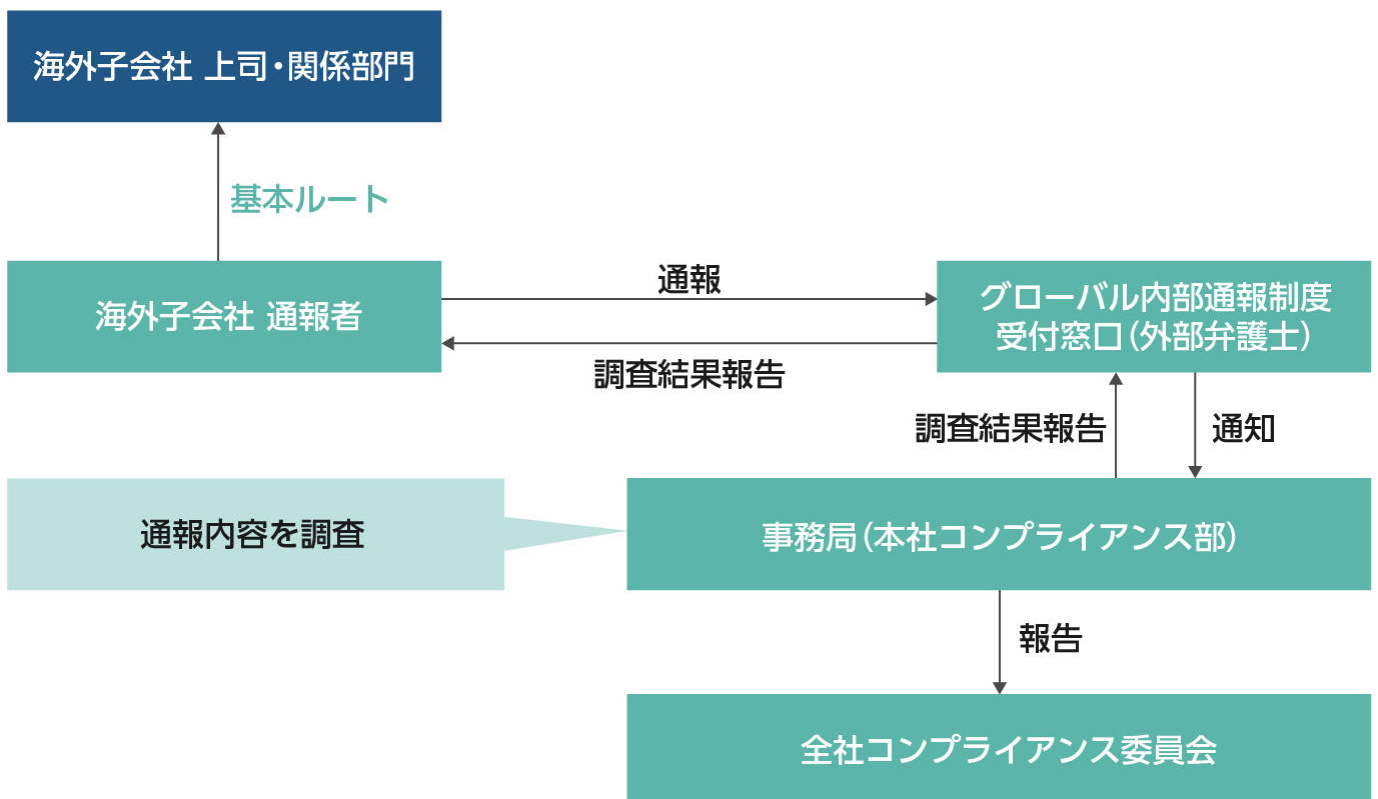 海外子会社 上司・関係部門
基本ルート
海外子会社 通報者
通報
調査結果報告
グローバル内部通報制度
受付窓口（外部弁護士）
調査結果報告
通知
通報内容を調査
事務局（本社コンプライアンス部）
報告
全社コンプライアンス委員会